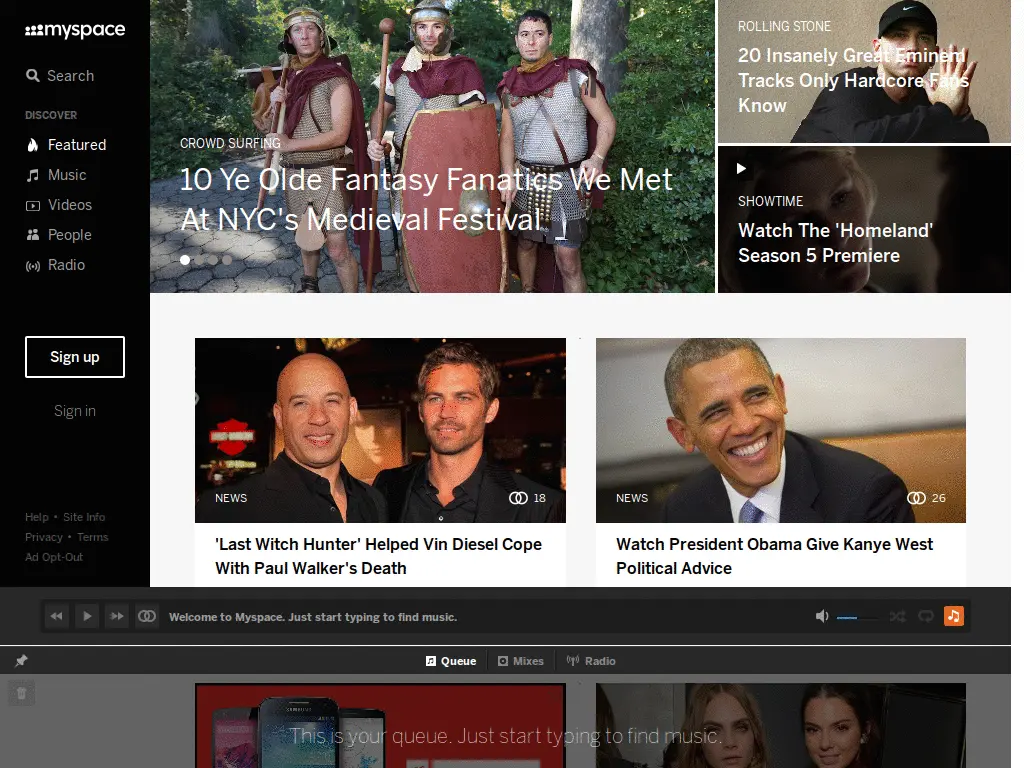 myspace
Search
DISCOVER
Featured
Music
Videos
People
Radio
Sign up
Sign in
Help • Site Info
Privacy • Terms
Ad Opt-Out
CROWD SURFING
10 Ye Olde Fantasy Fanatics We Met
At NYC's Medieval Festival
ROLLING STONE
20 Insanely Great Eminem
Tracks Only Hardcore Fans
Know
SHOWTIME
Watch The 'Homeland'
Season 5 Premiere
NEWS
18
'Last Witch Hunter' Helped Vin Diesel Cope
With Paul Walker's Death
NEWS
26
Watch President Obama Give Kanye West
Political Advice
Welcome to Myspace. Just start typing to find music.
Queue
Mixes
Radio
SAMSUNG
This is your queue. Just start typing to find music.